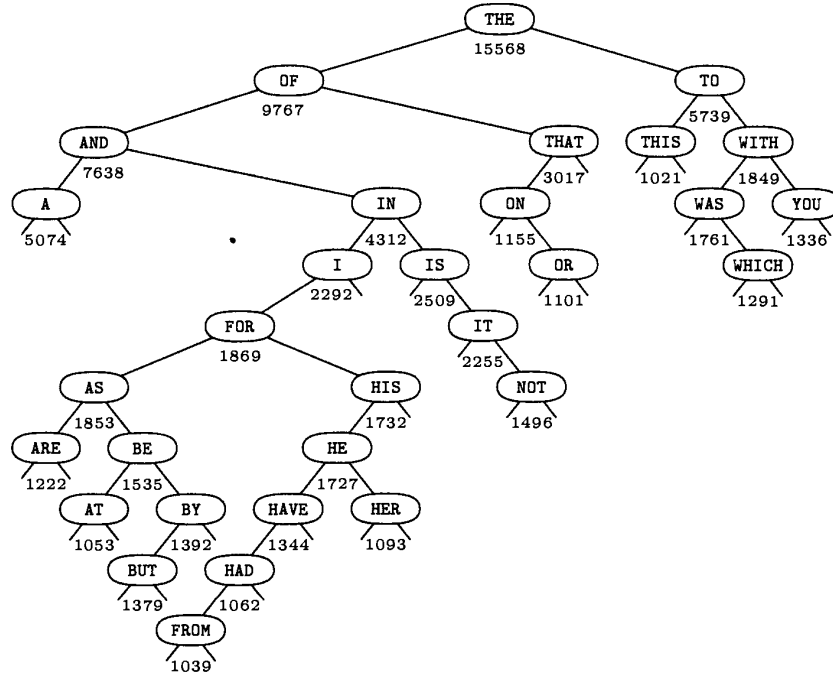 THE
15568
OF TO
9767 5739
AND THAT THIS WITH
7638 3017 1021 1849
A IN ON WAS YOU
5074 4312 1155 1761 1336
I IS OR WHICH
2292 2509 1101 1291
FOR IT
1869 2255
AS HIS NOT
1853 1732 1496
ARE BE HE
1222 1535 1727
AT BY HAVE HER
1053 1392 1344 1093
BUT HAD
1379 1062
FROM
1039